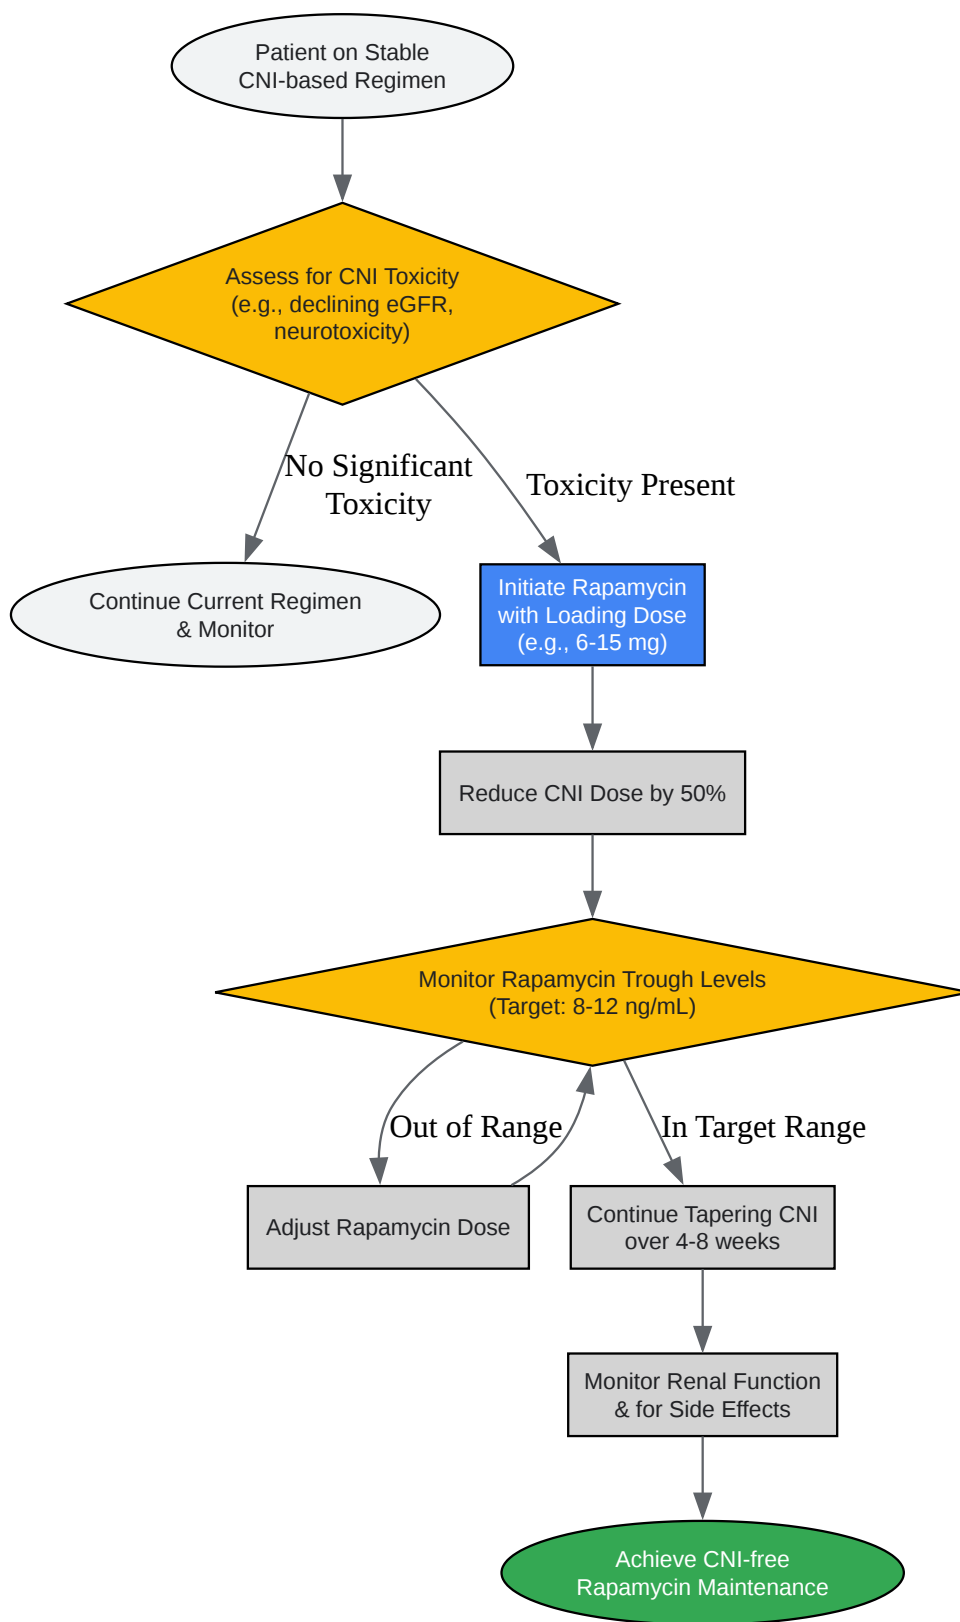 Patient on Stable
CNI-based Regimen
Assess for CNI Toxicity
(e.g., declining eGFR,
neurotoxicity)
No Significant
Toxicity
Toxicity Present
Continue Current Regimen
& Monitor
Initiate Rapamycin
with Loading Dose
(e.g., 6-15 mg)
Reduce CNI Dose by 50%
Monitor Rapamycin Trough Levels
(Target: 8-12 ng/mL)
Out of Range
In Target Range
Adjust Rapamycin Dose
Continue Tapering CNI
over 4-8 weeks
Monitor Renal Function
& for Side Effects
Achieve CNI-free
Rapamycin Maintenance